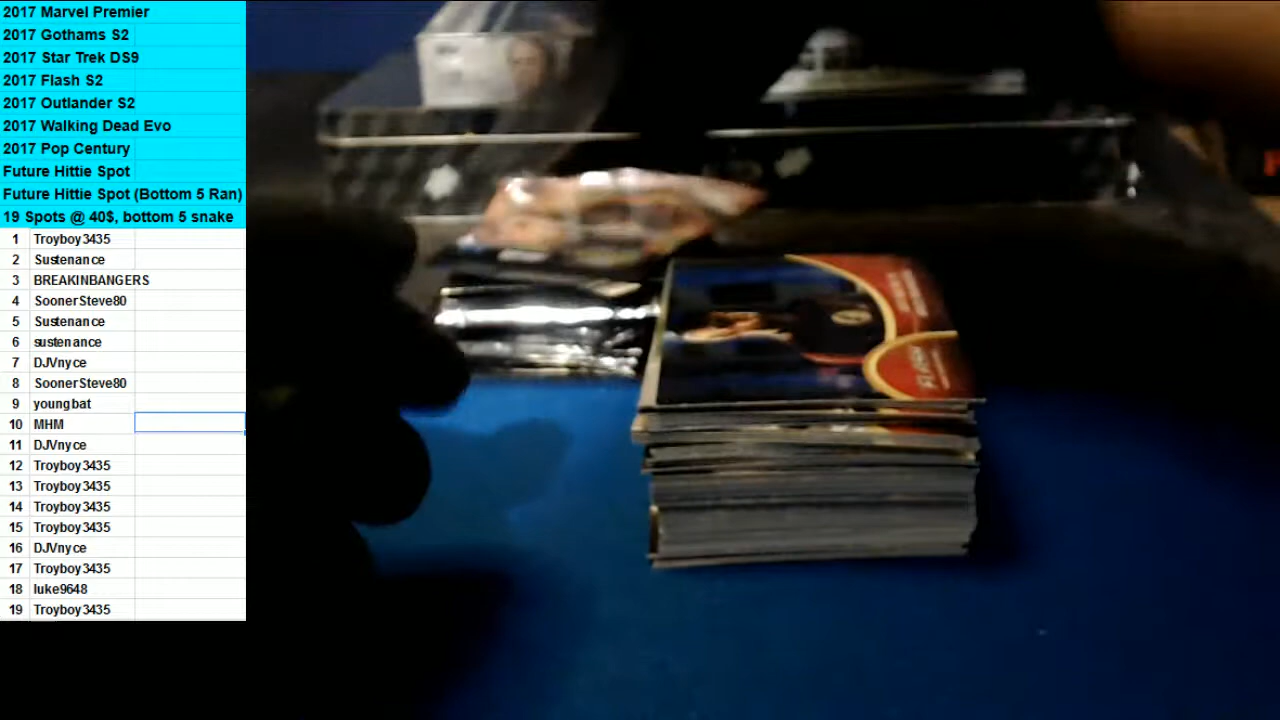 2017 Marvel Premier
2017 Gothams S2
2017 Star Trek DS9
2017 Flash S2
2017 Outlander S2
2017 Walking Dead Evo
2017 Pop Century
Future Hittie Spot
Future Hittie Spot (Bottom 5 Ran)
19 Spots @ 40$, bottom 5 snake
1 Troyboy3435
2 Sustenance
3 BREAKINBANGERS
4 SoonerSteve80
5 Sustenance
6 sustenance
7 DJVnyce
8 SoonerSteve80
9 youngbat
10 MHM
11 DJVnyce
12 Troyboy3435
13 Troyboy3435
14 Troyboy3435
15 Troyboy3435
16 DJVnyce
17 Troyboy3435
18 luke9648
19 Troyboy3435
FLASH